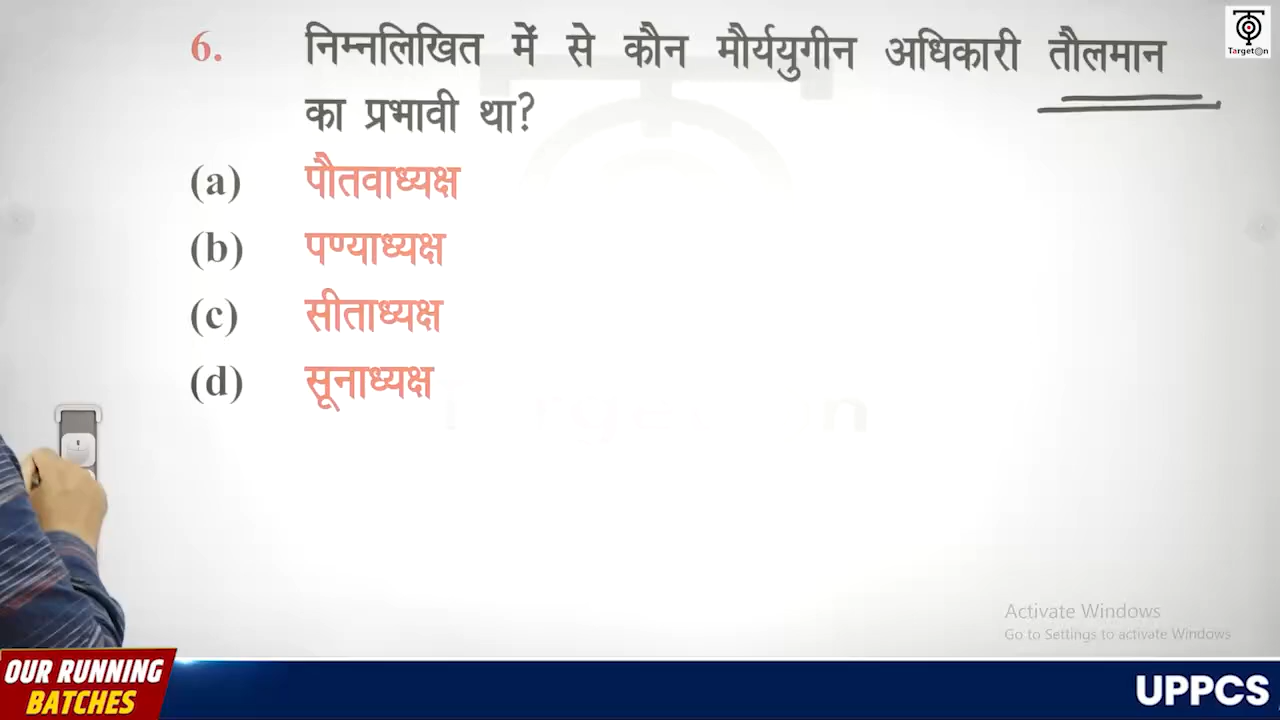 TargetOn
6. निम्नलिखित में से कौन मौर्ययुगीन अधिकारी तौलमान
का प्रभावी था?
(a) पौतवाध्यक्ष
(b) पण्याध्यक्ष
(c) सीताध्यक्ष
(d) सूनाध्यक्ष
Activate Windows
Go to Settings to activate Windows
OUR RUNNING
BATCHES
UPPCS